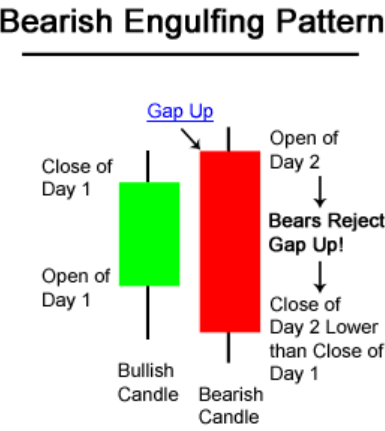 Bearish Engulfing Pattern
Gap Up
Close of
Day 1
Open of
Day 1
Bullish
Candle
Bearish
Candle
Open of
Day 2
Bears Reject
Gap Up!
Close of
Day 2 Lower
than Close of
Day 1